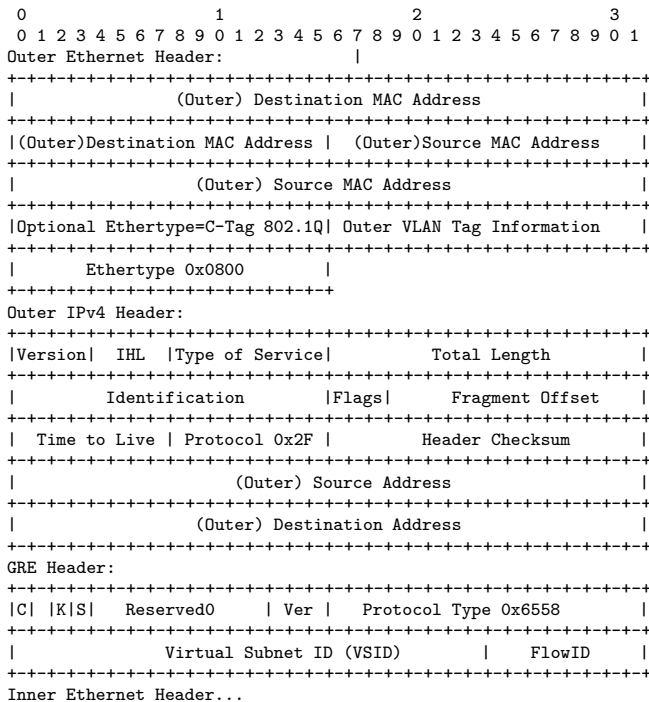 0                   1                   2                   3
0 1 2 3 4 5 6 7 8 9 0 1 2 3 4 5 6 7 8 9 0 1 2 3 4 5 6 7 8 9 0 1
Outer Ethernet Header:             |
+-+-+-+-+-+-+-+-+-+-+-+-+-+-+-+-+-+-+-+-+-+-+-+-+-+-+-+-+-+-+-+-+
|                (Outer) Destination MAC Address                |
+-+-+-+-+-+-+-+-+-+-+-+-+-+-+-+-+-+-+-+-+-+-+-+-+-+-+-+-+-+-+-+-+
|(Outer)Destination MAC Address |  (Outer)Source MAC Address    |
+-+-+-+-+-+-+-+-+-+-+-+-+-+-+-+-+-+-+-+-+-+-+-+-+-+-+-+-+-+-+-+-+
|                  (Outer) Source MAC Address                   |
+-+-+-+-+-+-+-+-+-+-+-+-+-+-+-+-+-+-+-+-+-+-+-+-+-+-+-+-+-+-+-+-+
|Optional Ethertype=C-Tag 802.1Q| Outer VLAN Tag Information    |
+-+-+-+-+-+-+-+-+-+-+-+-+-+-+-+-+-+-+-+-+-+-+-+-+-+-+-+-+-+-+-+-+
|       Ethertype 0x0800        |
+-+-+-+-+-+-+-+-+-+-+-+-+-+-+-+-+
Outer IPv4 Header:
+-+-+-+-+-+-+-+-+-+-+-+-+-+-+-+-+-+-+-+-+-+-+-+-+-+-+-+-+-+-+-+-+
|Version|  IHL  |Type of Service|          Total Length         |
+-+-+-+-+-+-+-+-+-+-+-+-+-+-+-+-+-+-+-+-+-+-+-+-+-+-+-+-+-+-+-+-+
|         Identification        |Flags|      Fragment Offset    |
+-+-+-+-+-+-+-+-+-+-+-+-+-+-+-+-+-+-+-+-+-+-+-+-+-+-+-+-+-+-+-+-+
|  Time to Live | Protocol 0x2F |         Header Checksum       |
+-+-+-+-+-+-+-+-+-+-+-+-+-+-+-+-+-+-+-+-+-+-+-+-+-+-+-+-+-+-+-+-+
|                      (Outer) Source Address                   |
+-+-+-+-+-+-+-+-+-+-+-+-+-+-+-+-+-+-+-+-+-+-+-+-+-+-+-+-+-+-+-+-+
|                  (Outer) Destination Address                  |
+-+-+-+-+-+-+-+-+-+-+-+-+-+-+-+-+-+-+-+-+-+-+-+-+-+-+-+-+-+-+-+-+
GRE Header:
+-+-+-+-+-+-+-+-+-+-+-+-+-+-+-+-+-+-+-+-+-+-+-+-+-+-+-+-+-+-+-+-+
|C| |K|S|   Reserved0     | Ver |   Protocol Type 0x6558        |
+-+-+-+-+-+-+-+-+-+-+-+-+-+-+-+-+-+-+-+-+-+-+-+-+-+-+-+-+-+-+-+-+
|               Virtual Subnet ID (VSID)        |    FlowID     |
+-+-+-+-+-+-+-+-+-+-+-+-+-+-+-+-+-+-+-+-+-+-+-+-+-+-+-+-+-+-+-+-+
Inner Ethernet Header...